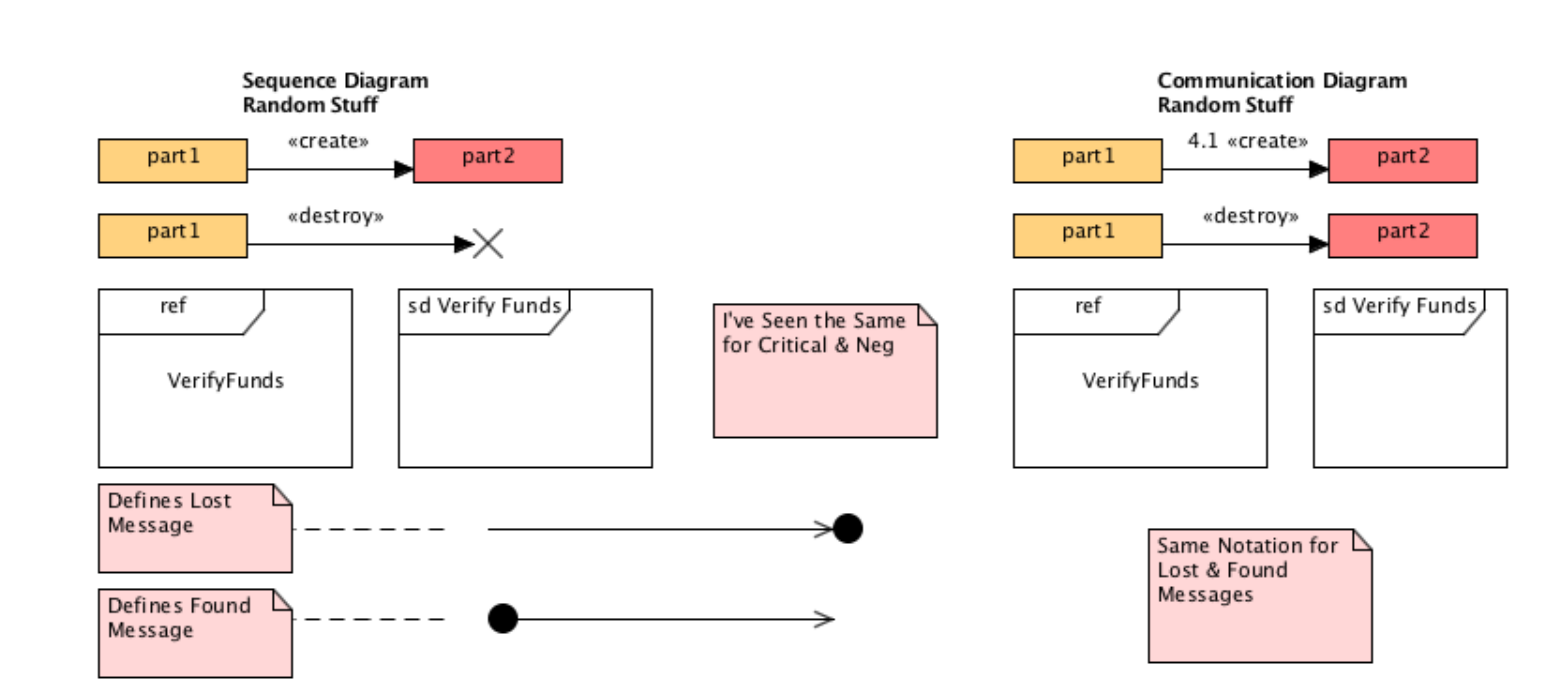 Sequence Diagram
Random Stuff
«create»
part1
part2
«destroy»
part1
ref
VerifyFunds
sd Verify Funds
I've Seen the Same
for Critical & Neg
Defines Lost
Message
Defines Found
Message
Communication Diagram
Random Stuff
4.1 «create»
part1
part2
«destroy»
part1
part2
ref
VerifyFunds
sd Verify Funds
Same Notation for
Lost & Found
Messages